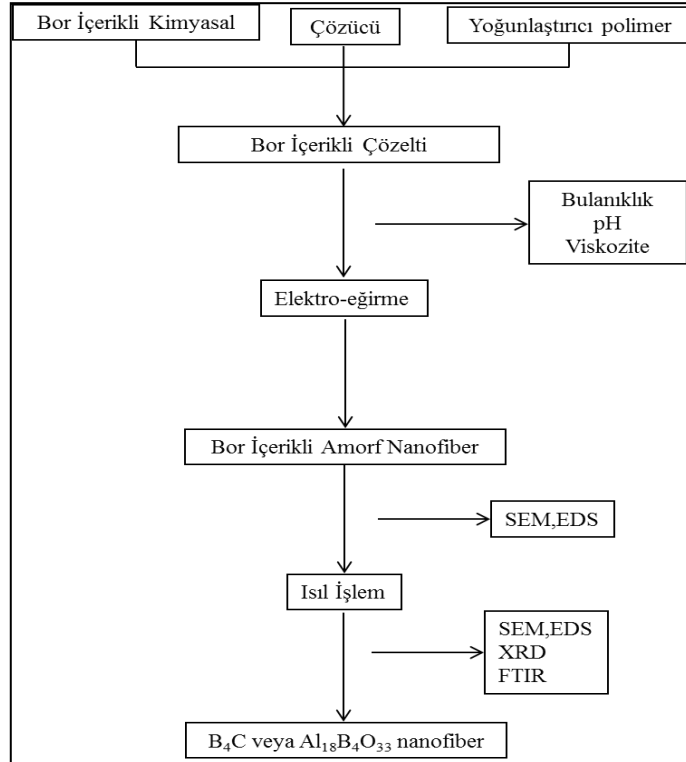 Bor İçerikli Kimyasal
Çözücü
Yoğunlaştırıcı polimer
Bor İçerikli Çözelti
Bulanıklık
pH
Viskozite
Elektro-eğirme
Bor İçerikli Amorf Nanofiber
SEM,EDS
Isıl İşlem
SEM,EDS
XRD
FTIR
B₄C veya Al₁₈B₄O₃₃ nanofiber